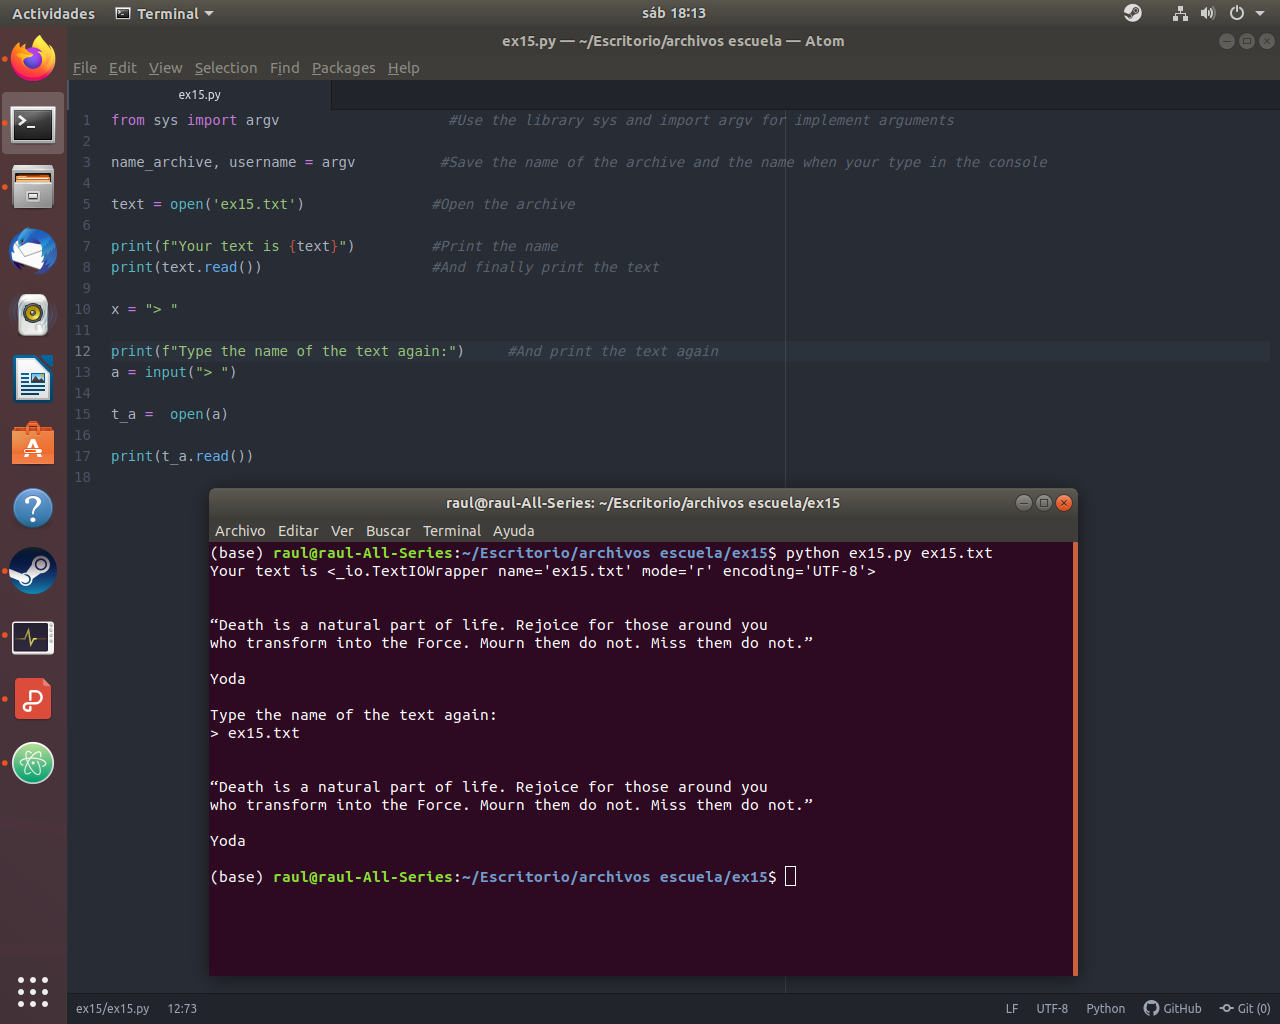 Actividades Terminal sáb 18:13
ex15.py — ~/Escritorio/archivos escuela — Atom
File Edit View Selection Find Packages Help
ex15.py
1 from sys import argv #Use the library sys and import argv for implement arguments
2
3 name_archive, username = argv #Save the name of the archive and the name when your type in the console
4
5 text = open('ex15.txt') #Open the archive
6
7 print(f"Your text is {text}") #Print the name
8 print(text.read()) #And finally print the text
9
10 x = "> "
11
12 print(f"Type the name of the text again:") #And print the text again
13 a = input("> ")
14
15 t_a =  open(a)
16
17 print(t_a.read())
18
raul@raul-All-Series: ~/Escritorio/archivos escuela/ex15
Archivo Editar Ver Buscar Terminal Ayuda
(base) raul@raul-All-Series:~/Escritorio/archivos escuela/ex15$ python ex15.py ex15.txt
Your text is <_io.TextIOWrapper name='ex15.txt' mode='r' encoding='UTF-8'>
“Death is a natural part of life. Rejoice for those around you
who transform into the Force. Mourn them do not. Miss them do not.”
Yoda
Type the name of the text again:
> ex15.txt
“Death is a natural part of life. Rejoice for those around you
who transform into the Force. Mourn them do not. Miss them do not.”
Yoda
(base) raul@raul-All-Series:~/Escritorio/archivos escuela/ex15$
ex15/ex15.py 12:73 LF UTF-8 Python GitHub Git (0)